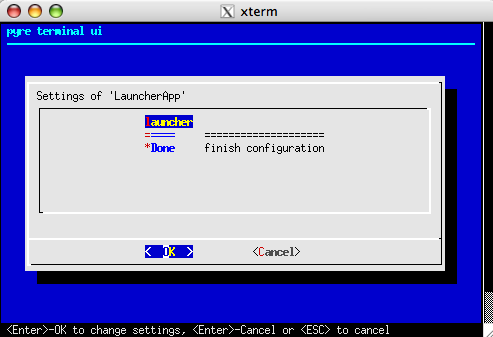 xterm
pyre terminal ui
Settings of 'LauncherApp'
launcher
===== ====================
*Done finish configuration
< OK > <Cancel>
<Enter>-OK to change settings, <Enter>-Cancel or <ESC> to cancel